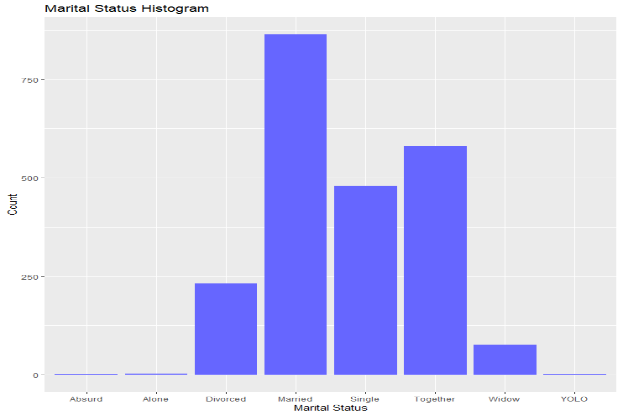 Marital Status Histogram
750
500
250
0
Count
Absurd Alone Divorced Married Single Together Widow YOLO
Marital Status